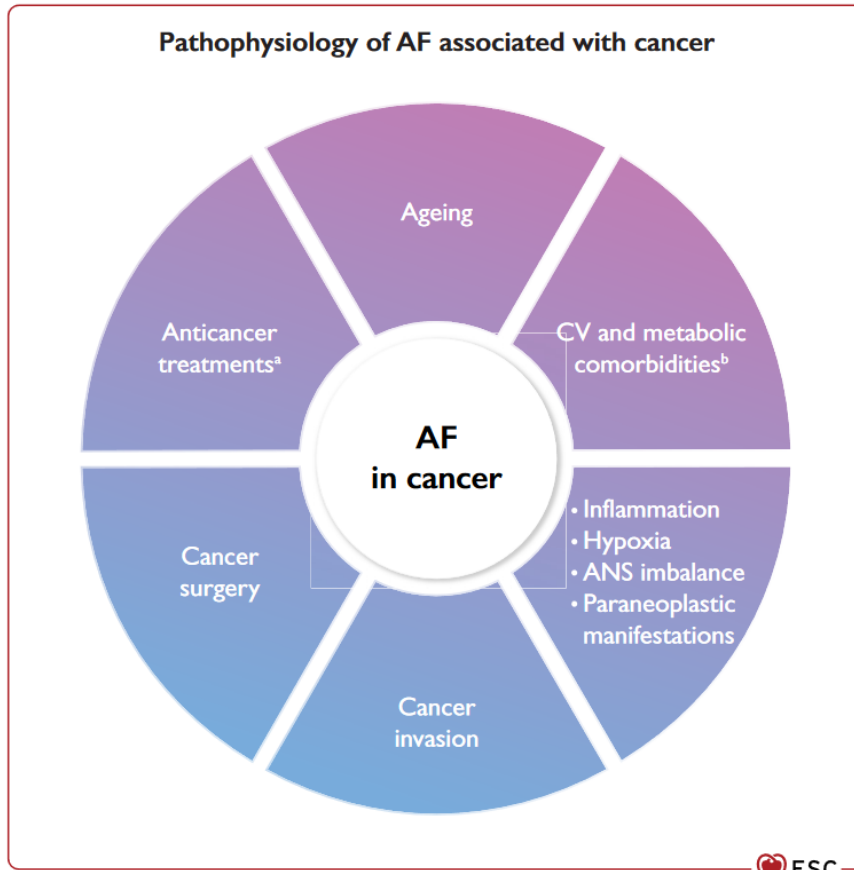 Pathophysiology of AF associated with cancer
Ageing
CV and metabolic
comorbiditiesᵇ
• Inflammation
• Hypoxia
• ANS imbalance
• Paraneoplastic
manifestations
Cancer
invasion
Cancer
surgery
Anticancer
treatmentsᵃ
AF
in cancer
ESC